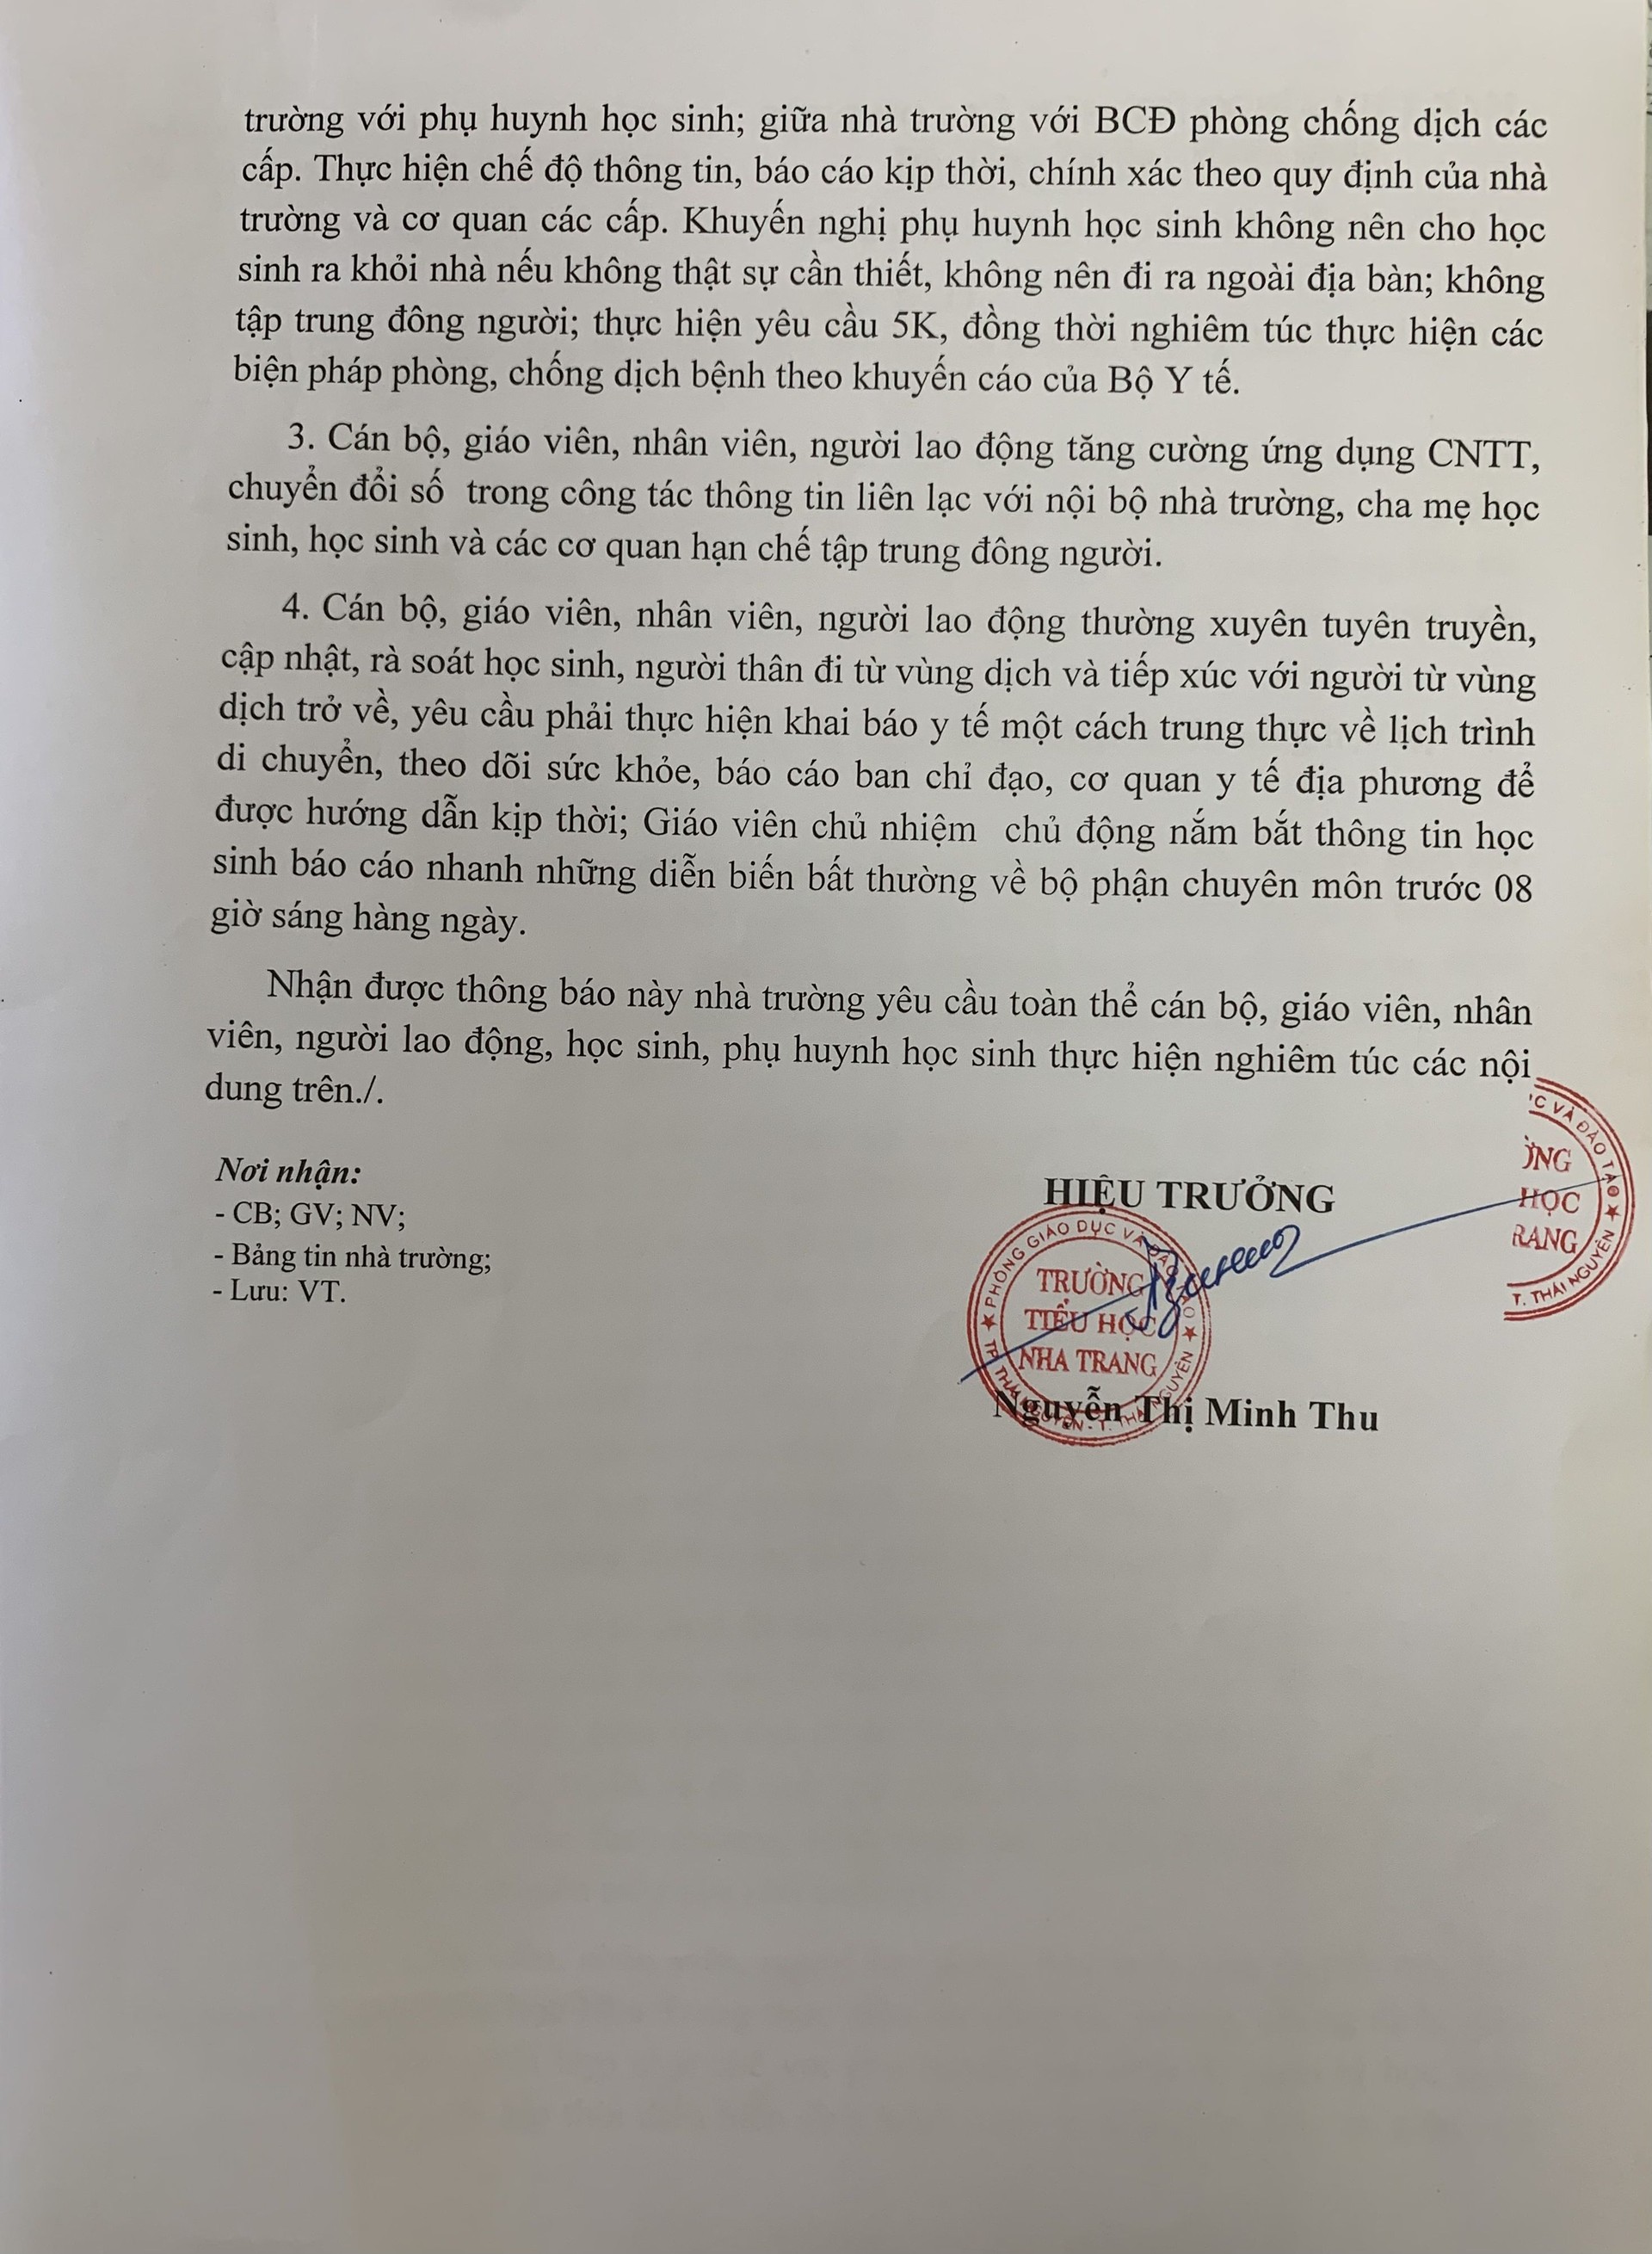 trường với phụ huynh học sinh; giữa nhà trường với BCĐ phòng chống dịch các
cấp. Thực hiện chế độ thông tin, báo cáo kịp thời, chính xác theo quy định của nhà
trường và cơ quan các cấp. Khuyến nghị phụ huynh học sinh không nên cho học
sinh ra khỏi nhà nếu không thật sự cần thiết, không nên đi ra ngoài địa bàn; không
tập trung đông người; thực hiện yêu cầu 5K, đồng thời nghiêm túc thực hiện các
biện pháp phòng, chống dịch bệnh theo khuyến cáo của Bộ Y tế.
3. Cán bộ, giáo viên, nhân viên, người lao động tăng cường ứng dụng CNTT,
chuyển đổi số trong công tác thông tin liên lạc với nội bộ nhà trường, cha mẹ học
sinh, học sinh và các cơ quan hạn chế tập trung đông người.
4. Cán bộ, giáo viên, nhân viên, người lao động thường xuyên tuyên truyền,
cập nhật, rà soát học sinh, người thân đi từ vùng dịch và tiếp xúc với người từ vùng
dịch trở về, yêu cầu phải thực hiện khai báo y tế một cách trung thực về lịch trình
di chuyển, theo dõi sức khỏe, báo cáo ban chỉ đạo, cơ quan y tế địa phương để
được hướng dẫn kịp thời; Giáo viên chủ nhiệm chủ động nắm bắt thông tin học
sinh báo cáo nhanh những diễn biến bất thường về bộ phận chuyên môn trước 08
giờ sáng hàng ngày.
Nhận được thông báo này nhà trường yêu cầu toàn thể cán bộ, giáo viên, nhân
viên, người lao động, học sinh, phụ huynh học sinh thực hiện nghiêm túc các nội
dung trên./.
Nơi nhận:
- CB; GV; NV;
- Bảng tin nhà trường;
- Lưu: VT.
HIỆU TRƯỞNG
PHÒNG GIÁO DỤC VÀ ĐÀO TẠO
TRƯỜNG
TIỂU HỌC
NHA TRANG
TP. THÁI NGUYÊN - T. THÁI NGUYÊN
Nguyễn Thị Minh Thu
C VÀ ĐÀO TẠO
ỜNG
HỌC
RANG
T. THÁI NGUYÊN